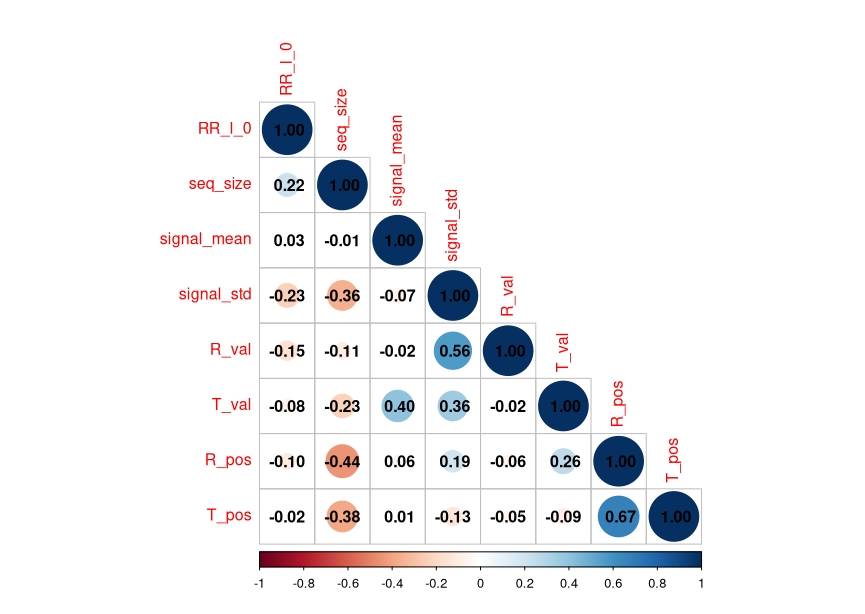 RR_l_0
seq_size
signal_mean
signal_std
R_val
T_val
R_pos
T_pos
RR_l_0 1.00
seq_size 0.22 1.00
signal_mean 0.03 -0.01 1.00
signal_std -0.23 -0.36 -0.07 1.00
R_val -0.15 -0.11 -0.02 0.56 1.00
T_val -0.08 -0.23 0.40 0.36 -0.02 1.00
R_pos -0.10 -0.44 0.06 0.19 -0.06 0.26 1.00
T_pos -0.02 -0.38 0.01 -0.13 -0.05 -0.09 0.67 1.00
-1 -0.8 -0.6 -0.4 -0.2 0 0.2 0.4 0.6 0.8 1